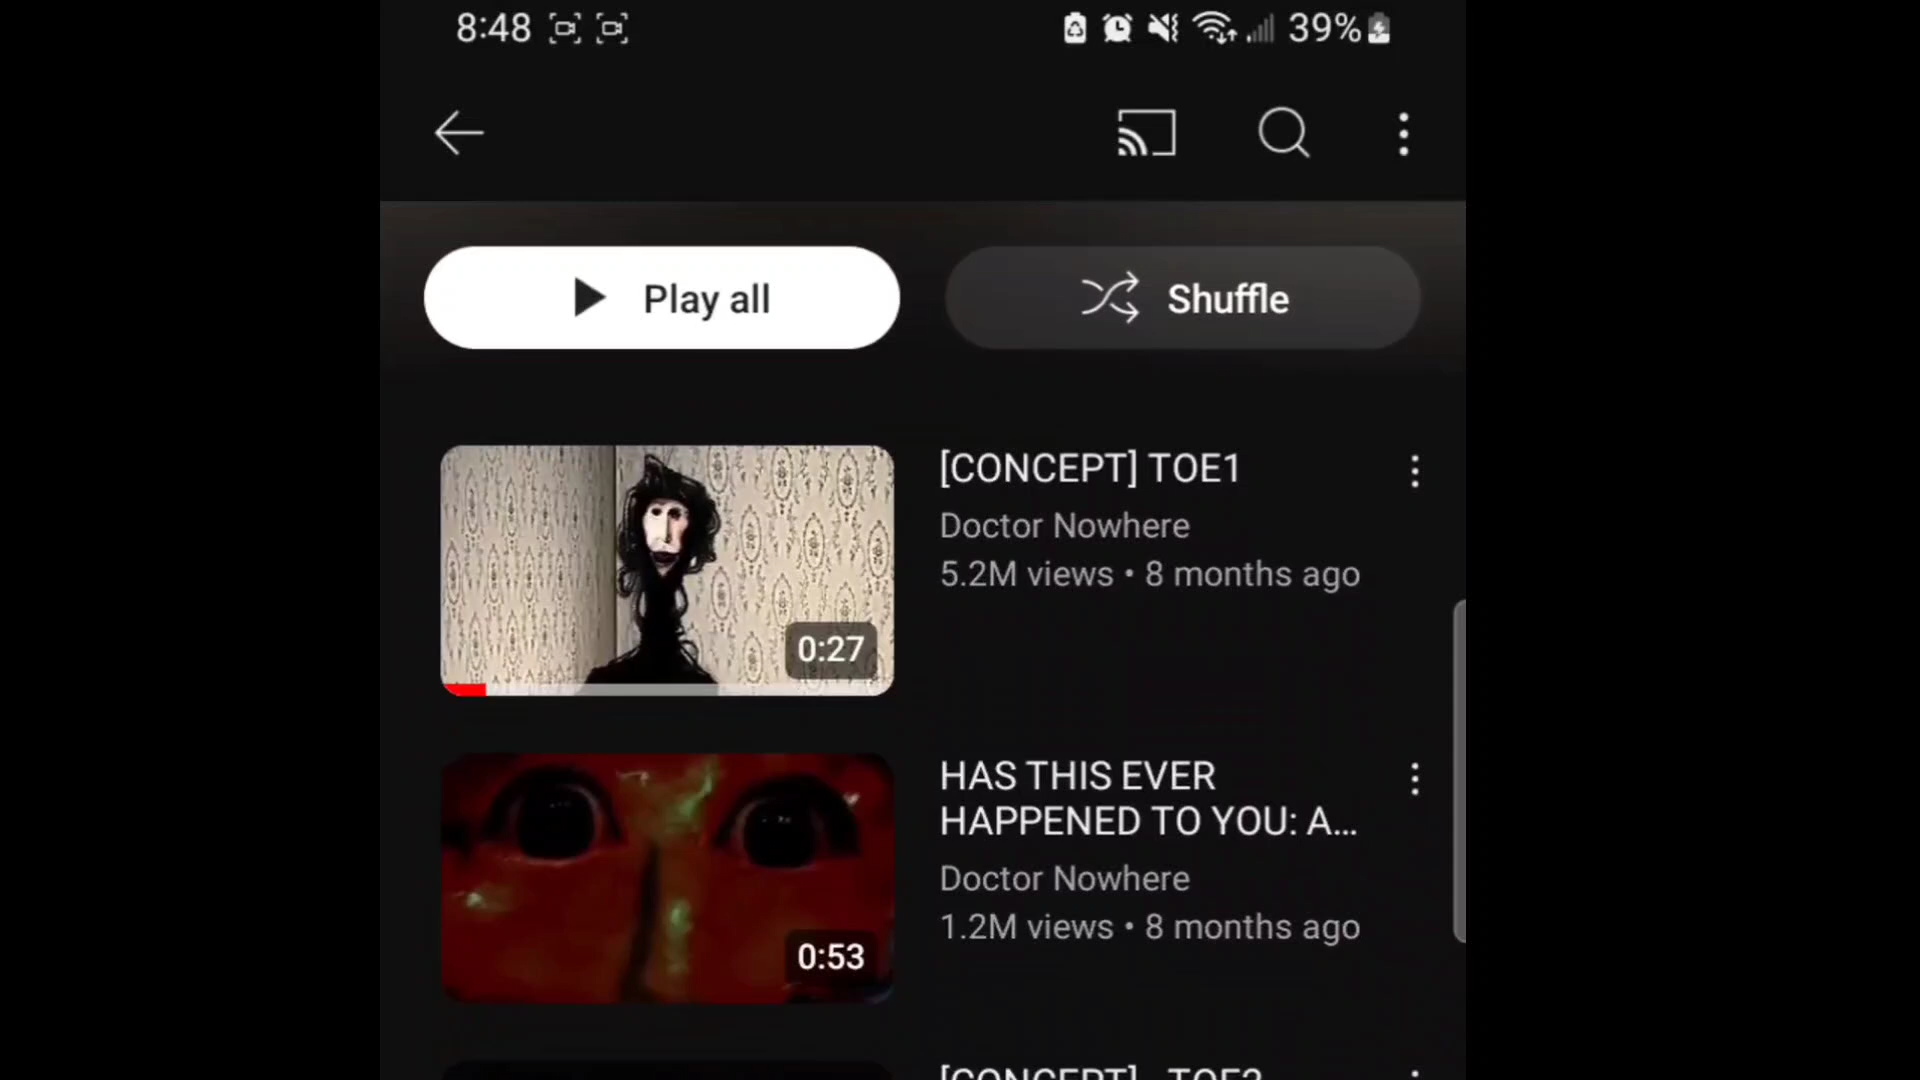 8:48
39%
Play all
Shuffle
[CONCEPT] TOE1
Doctor Nowhere
5.2M views • 8 months ago
0:27
HAS THIS EVER
HAPPENED TO YOU: A...
Doctor Nowhere
1.2M views • 8 months ago
0:53
[CONCEPT]